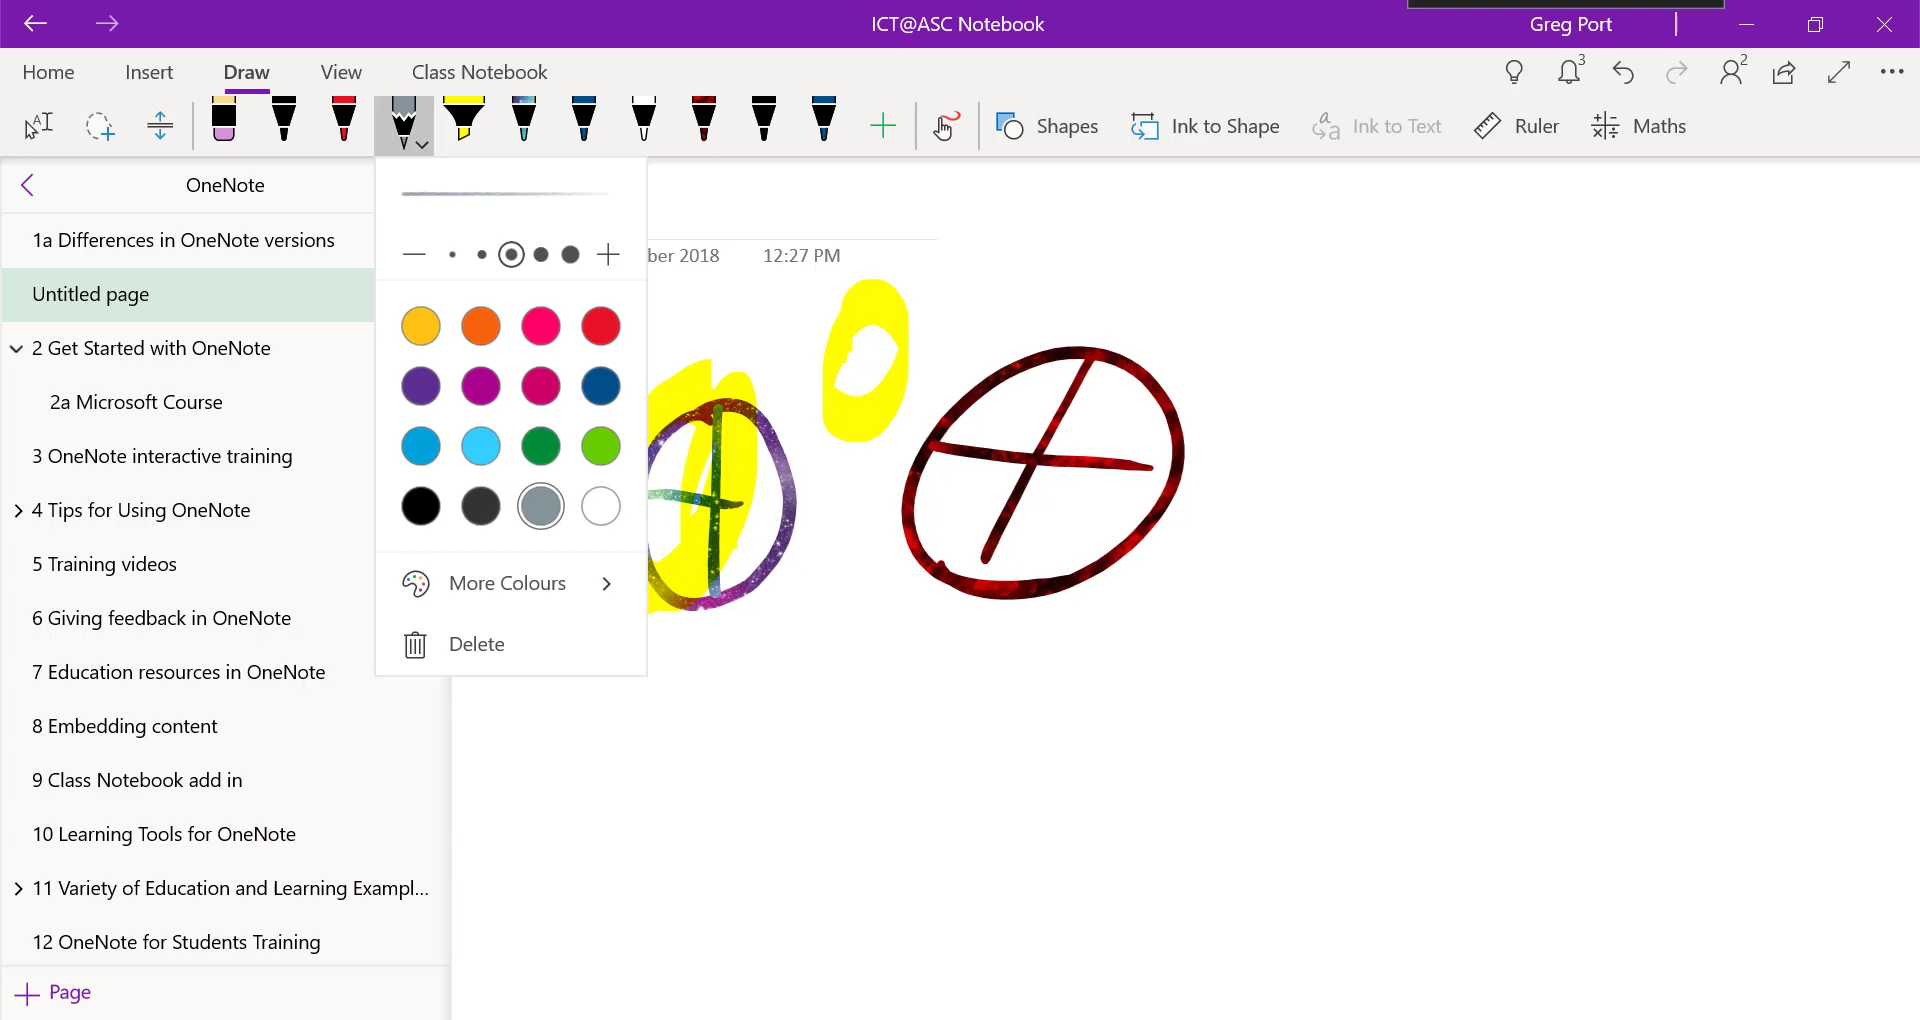 ICT@ASC Notebook
Greg Port
Home Insert Draw View Class Notebook
3
2
Shapes Ink to Shape Ink to Text Ruler Maths
OneNote
1a Differences in OneNote versions
Untitled page
2 Get Started with OneNote
2a Microsoft Course
3 OneNote interactive training
4 Tips for Using OneNote
5 Training videos
6 Giving feedback in OneNote
7 Education resources in OneNote
8 Embedding content
9 Class Notebook add in
10 Learning Tools for OneNote
11 Variety of Education and Learning Exampl...
12 OneNote for Students Training
Page
More Colours
Delete
ber 2018 12:27 PM